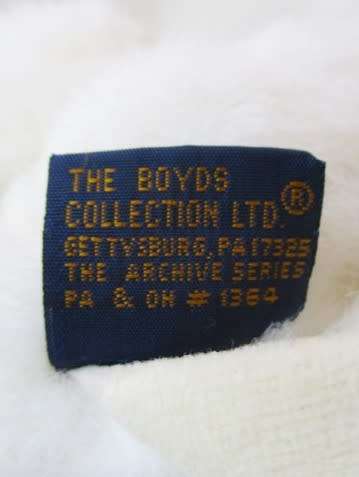 THE BOYDS
COLLECTION LTD.®
GETTYSBURG, PA 17325
THE ARCHIVE SERIES
PA & OH # 1364